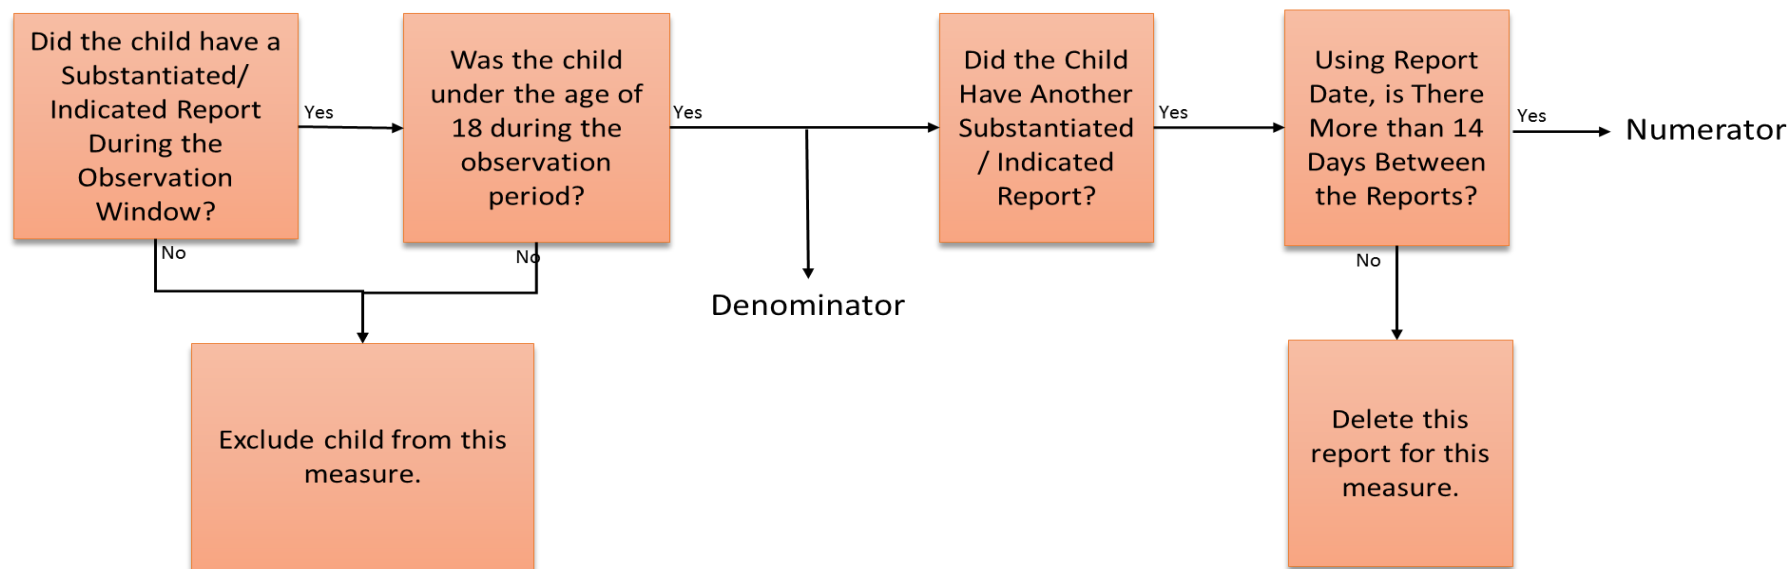 Did the child have a
Substantiated/
Indicated Report
During the
Observation
Window?
Yes
No
Was the child
under the age of
18 during the
observation
period?
Yes
No
Denominator
Did the Child
Have Another
Substantiated
/ Indicated
Report?
Yes
Using Report
Date, is There
More than 14
Days Between
the Reports?
Yes
No
Numerator
Exclude child from this
measure.
Delete this
report for this
measure.